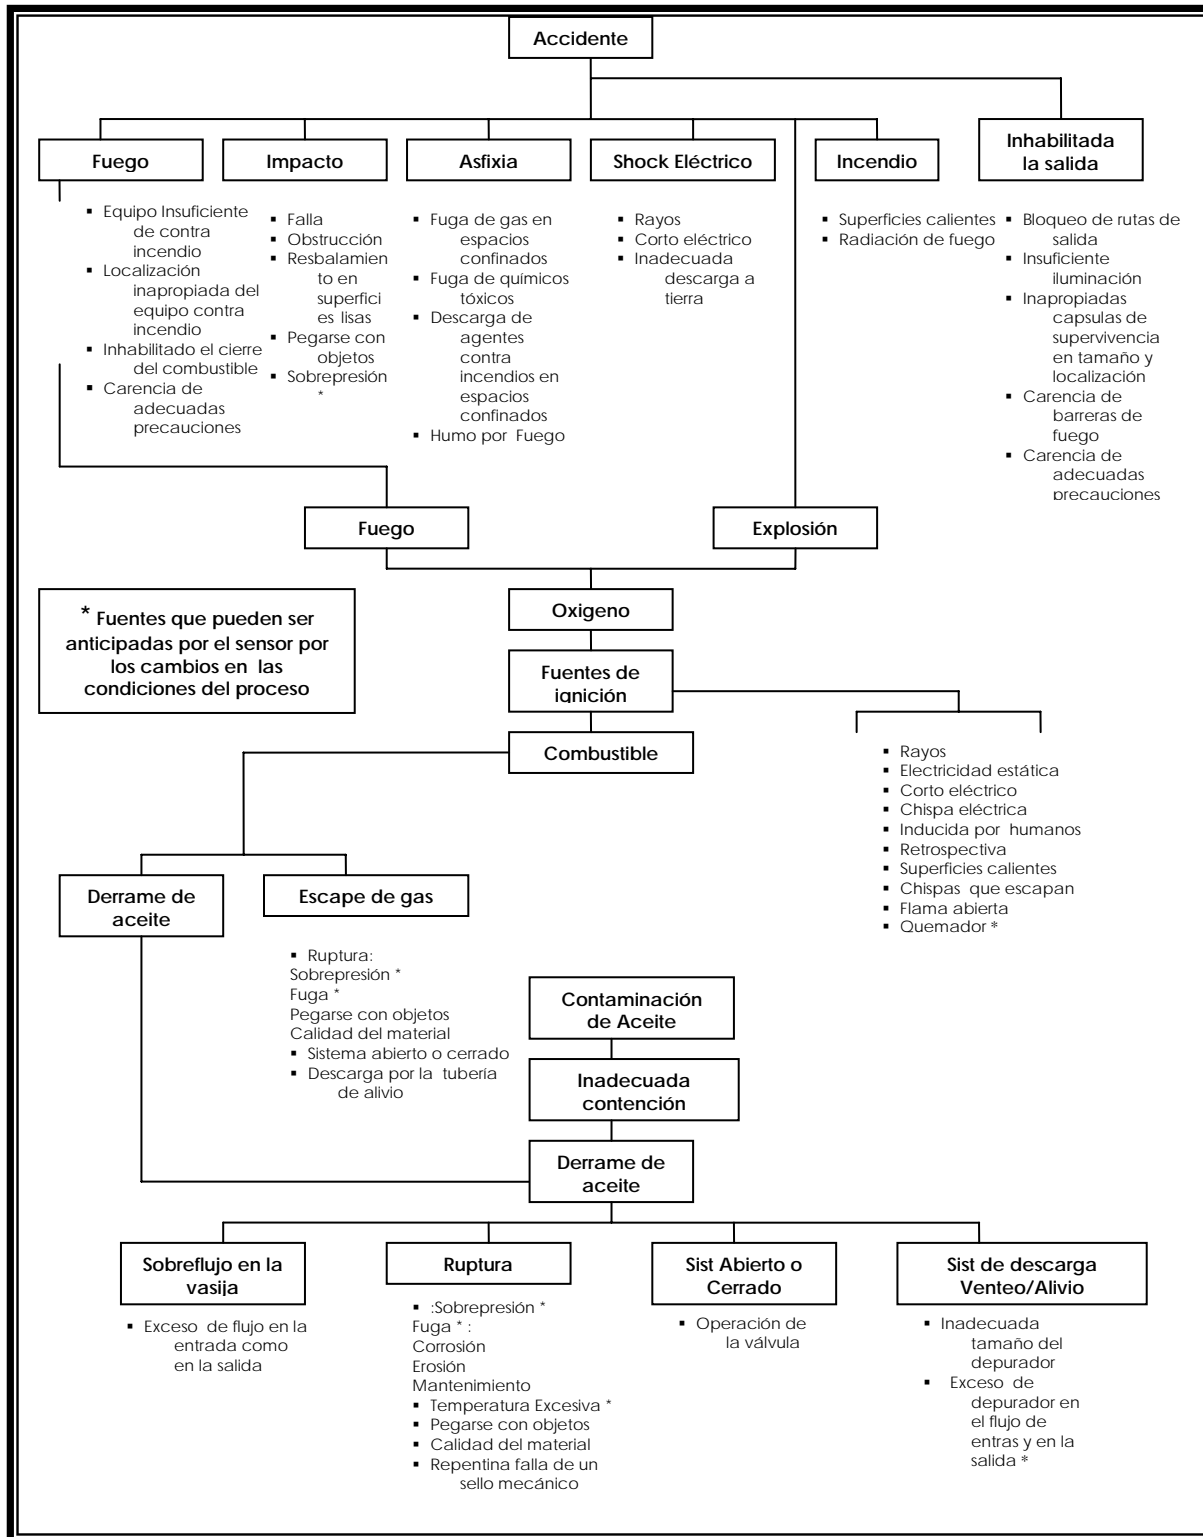 Accidente
Fuego
Impacto
Asfixia
Shock Eléctrico
Incendio
Inhabilitada
la salida
▪ Equipo Insuficiente
de contra
incendio
▪ Localización
inapropiada del
equipo contra
incendio
▪ Inhabilitado el cierre
del combustible
▪ Carencia de
adecuadas
precauciones
▪ Falla
▪ Obstrucción
▪ Resbalamien
to en
superfici
es lisas
▪ Pegarse con
objetos
▪ Sobrepresión
*
▪ Fuga de gas en
espacios
confinados
▪ Fuga de químicos
tóxicos
▪ Descarga de
agentes
contra
incendios en
espacios
confinados
▪ Humo por Fuego
▪ Rayos
▪ Corto eléctrico
▪ Inadecuada
descarga a
tierra
▪ Superficies calientes
▪ Radiación de fuego
▪ Bloqueo de rutas de
salida
▪ Insuficiente
iluminación
▪ Inapropiadas
capsulas de
supervivencia
en tamaño y
localización
▪ Carencia de
barreras de
fuego
▪ Carencia de
adecuadas
precauciones
Fuego
Explosión
* Fuentes que pueden ser
anticipadas por el sensor por
los cambios en las
condiciones del proceso
Oxigeno
Fuentes de
ignición
Combustible
▪ Rayos
▪ Electricidad estática
▪ Corto eléctrico
▪ Chispa eléctrica
▪ Inducida por humanos
▪ Retrospectiva
▪ Superficies calientes
▪ Chispas que escapan
▪ Flama abierta
▪ Quemador *
Derrame de
aceite
Escape de gas
▪ Ruptura:
Sobrepresión *
Fuga *
Pegarse con objetos
Calidad del material
▪ Sistema abierto o cerrado
▪ Descarga por la tubería
de alivio
Contaminación
de Aceite
Inadecuada
contención
Derrame de
aceite
Sobreflujo en la
vasija
Ruptura
Sist Abierto o
Cerrado
Sist de descarga
Venteo/Alivio
▪ Exceso de flujo en la
entrada como
en la salida
▪ :Sobrepresión *
Fuga * :
Corrosión
Erosión
Mantenimiento
▪ Temperatura Excesiva *
▪ Pegarse con objetos
▪ Calidad del material
▪ Repentina falla de un
sello mecánico
▪ Operación de
la válvula
▪ Inadecuada
tamaño del
depurador
▪ Exceso de
depurador en
el flujo de
entras y en la
salida *